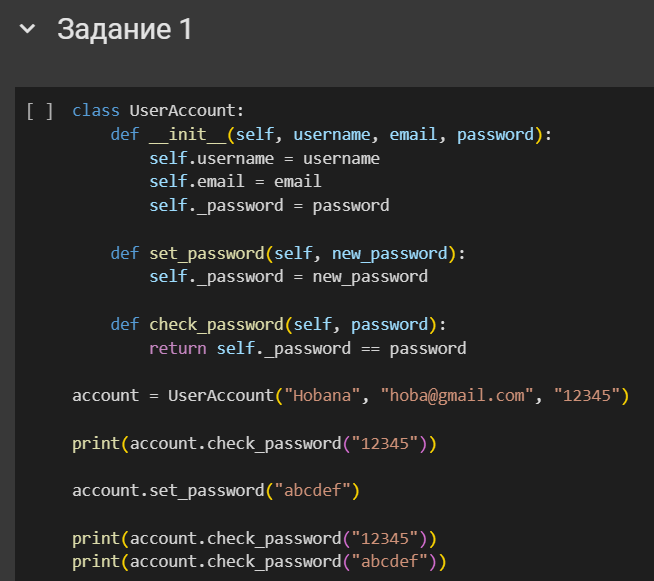 Задание 1
[ ] class UserAccount:
def __init__(self, username, email, password):
self.username = username
self.email = email
self._password = password
def set_password(self, new_password):
self._password = new_password
def check_password(self, password):
return self._password == password
account = UserAccount("Hobana", "hoba@gmail.com", "12345")
print(account.check_password("12345"))
account.set_password("abcdef")
print(account.check_password("12345"))
print(account.check_password("abcdef"))